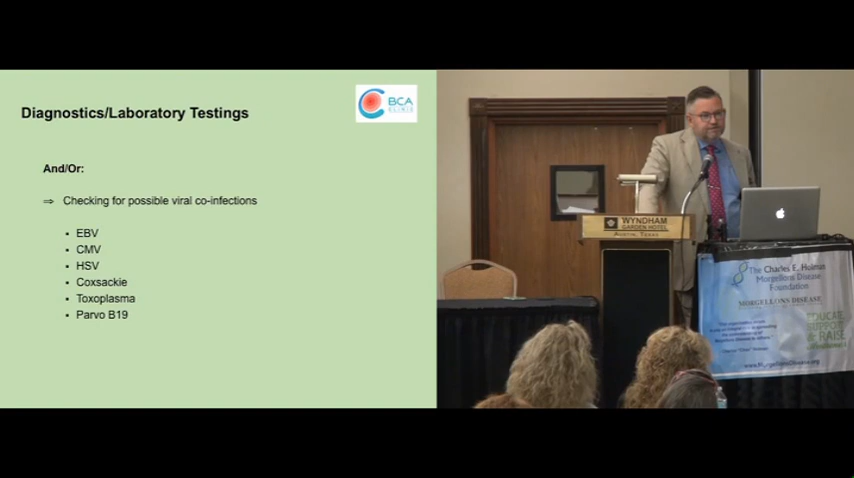 Diagnostics/Laboratory Testings
BCA
CLINIC
And/Or:
⇒ Checking for possible viral co-infections
• EBV
• CMV
• HSV
• Coxsackie
• Toxoplasma
• Parvo B19
WYNDHAM
GARDEN HOTEL
AUSTIN, TEXAS
The Charles E. Holman
Morgellons Disease
Foundation
MORGELLONS DISEASE
EDUCATE
SUPPORT
& RAISE
www.MorgellonsDisease.org